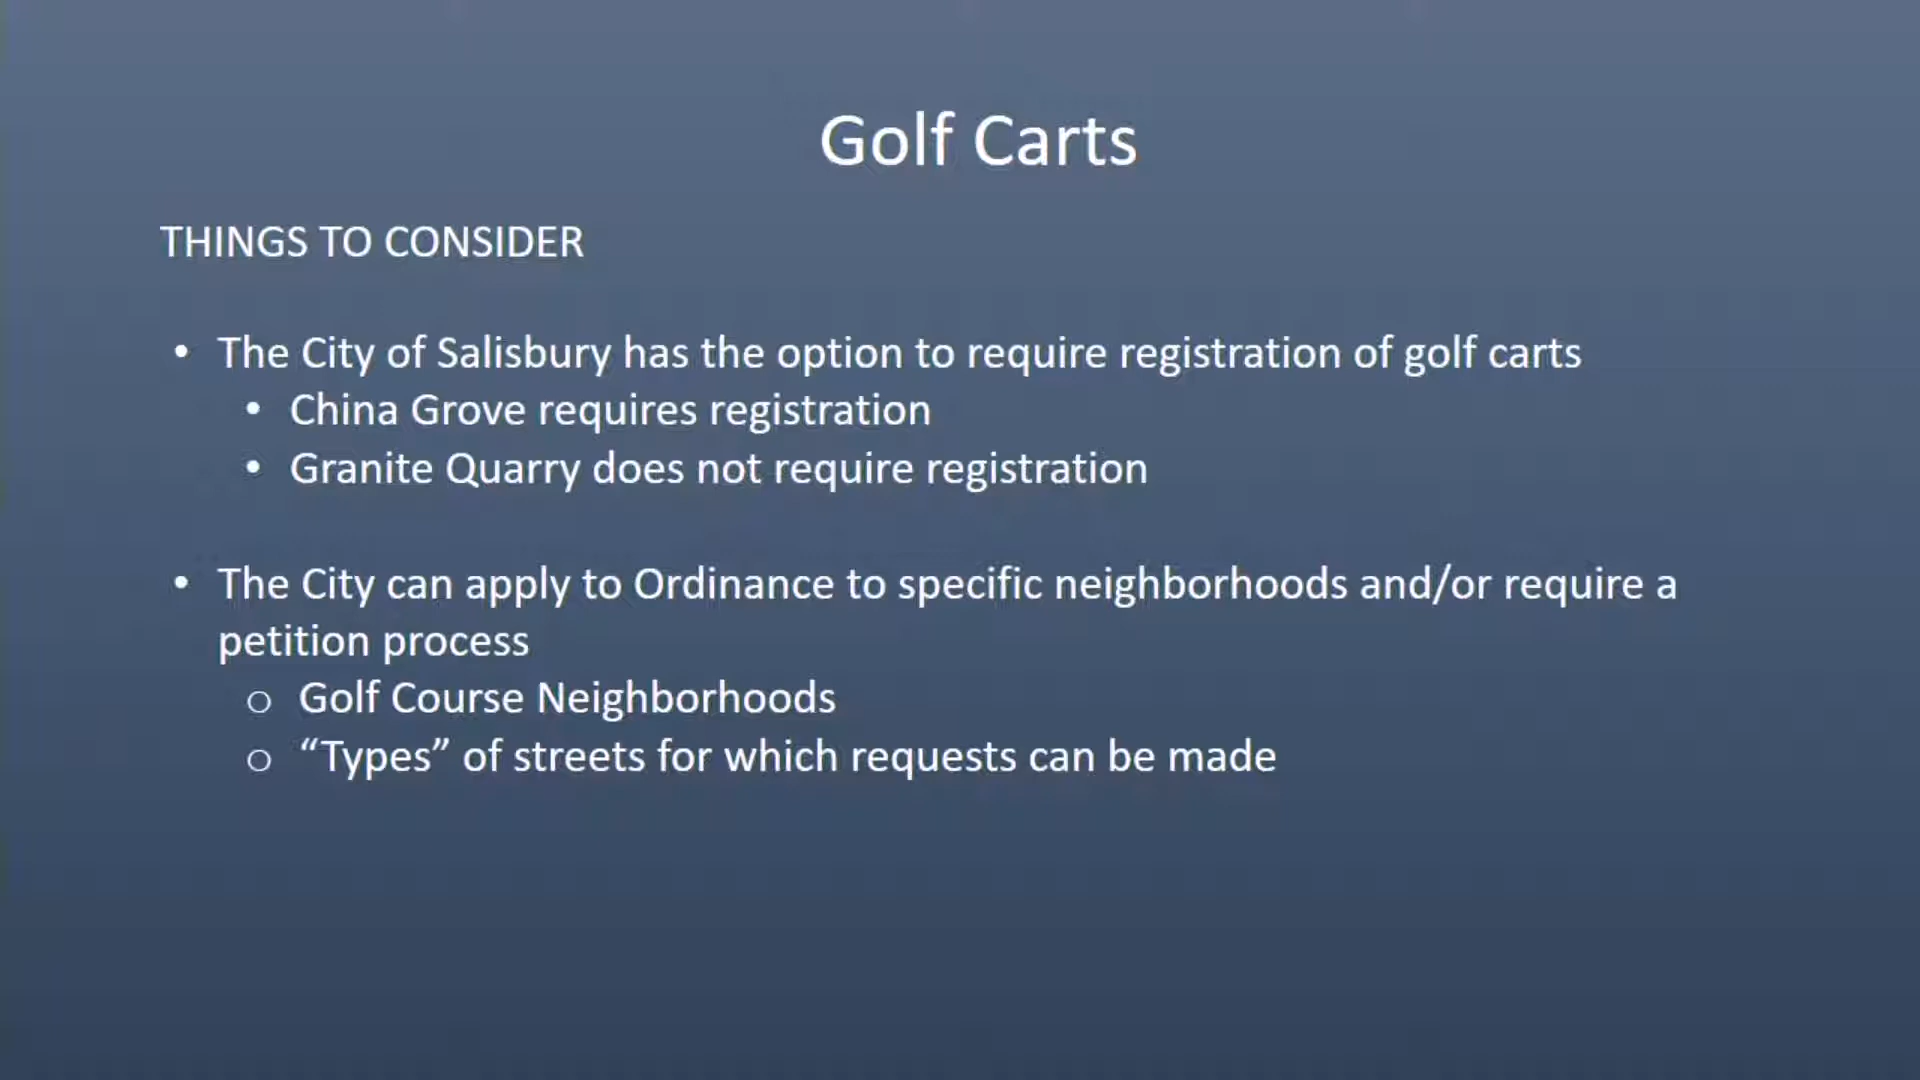 Golf Carts
THINGS TO CONSIDER
• The City of Salisbury has the option to require registration of golf carts
• China Grove requires registration
• Granite Quarry does not require registration
• The City can apply to Ordinance to specific neighborhoods and/or require a
petition process
o Golf Course Neighborhoods
o “Types” of streets for which requests can be made